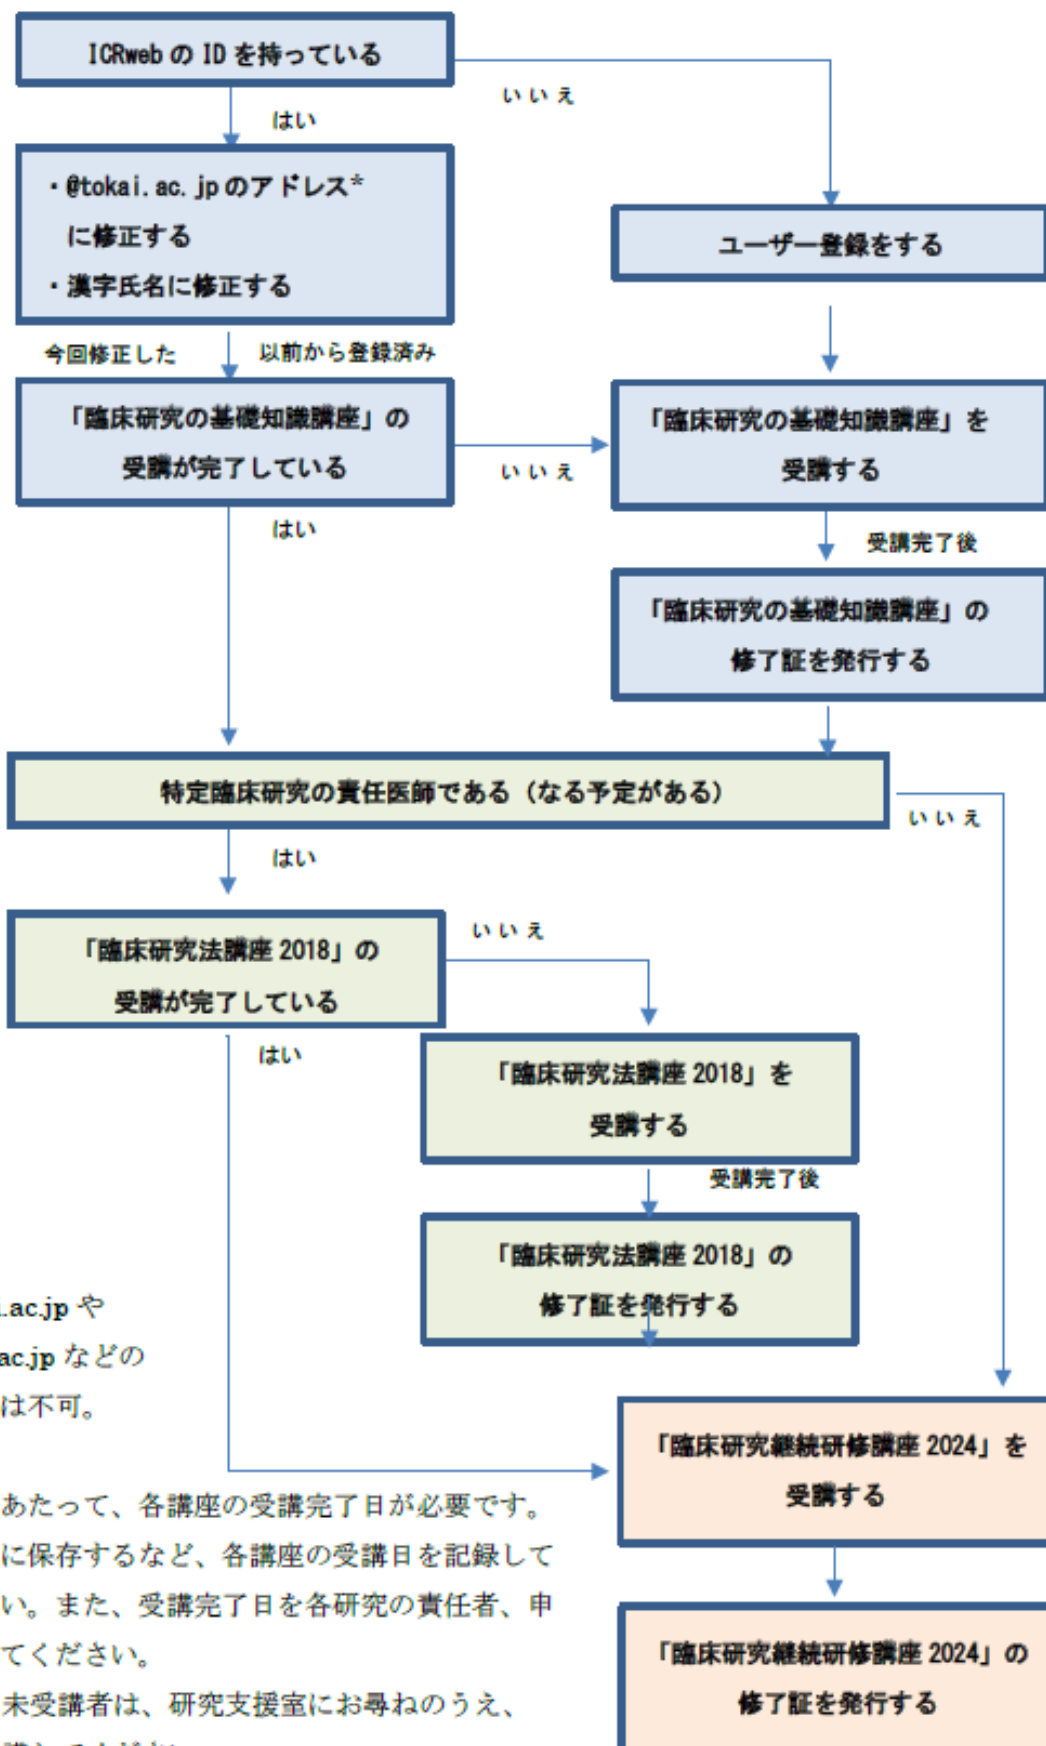 ICRweb の ID を持っている
いいえ
はい
・@tokai.ac.jp のアドレス*
に修正する
・漢字氏名に修正する
ユーザー登録をする
今回修正した
以前から登録済み
「臨床研究の基礎知識講座」の
受講が完了している
いいえ
「臨床研究の基礎知識講座」を
受講する
はい
受講完了後
「臨床研究の基礎知識講座」の
修了証を発行する
特定臨床研究の責任医師である（なる予定がある）
いいえ
はい
「臨床研究法講座 2018」の
受講が完了している
いいえ
はい
「臨床研究法講座 2018」を
受講する
受講完了後
「臨床研究法講座 2018」の
修了証を発行する
.ac.jp や
ac.jp などの
は不可。
「臨床研究継続研修講座 2024」を
受講する
あたって、各講座の受講完了日が必要です。
に保存するなど、各講座の受講日を記録して
い。また、受講完了日を各研究の責任者、申
てください。
未受講者は、研究支援室にお尋ねのうえ、
「臨床研究継続研修講座 2024」の
修了証を発行する